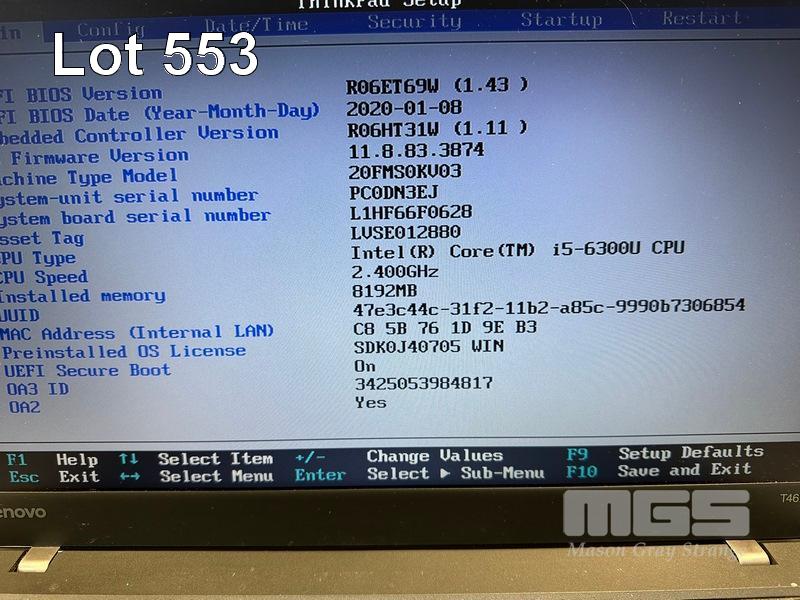 ThinkPad Setup
in Config Date/Time Security Startup Restart
Lot 553
FI BIOS Version R06ET69W (1.43 )
FI BIOS Date (Year-Month-Day) 2020-01-08
bedded Controller Version R06HT31W (1.11 )
Firmware Version 11.8.83.3874
achine Type Model 20FMS0KV03
ystem-unit serial number PC0DN3EJ
ystem board serial number L1HF66F0628
sset Tag LVSE012880
PU Type Intel(R) Core(TM) i5-6300U CPU
CPU Speed 2.400GHz
Installed memory 8192MB
UUID 47e3c44c-31f2-11b2-a85c-9990b7306854
MAC Address (Internal LAN) C8 5B 76 1D 9E B3
Preinstalled OS License SDK0J40705 WIN
UEFI Secure Boot On
OA3 ID 3425053984817
OA2 Yes
F1 Help ↑↓ Select Item +/- Change Values F9 Setup Defaults
Esc Exit ←→ Select Menu Enter Select ▶ Sub-Menu F10 Save and Exit
enovo
T46
MGS
Mason Gray Strang